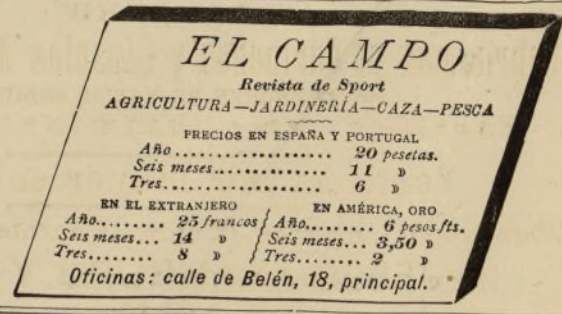 EL CAMPO
Revista de Sport
AGRICULTURA—JARDINERÍA—CAZA—PESCA
PRECIOS EN ESPAÑA Y PORTUGAL
Año.................... 20 pesetas.
Seis meses.............. 11 »
Tres.................... 6 »
EN EL EXTRANJERO
Año........ 25 francos
Seis meses... 14 »
Tres........ 8 »
EN AMÉRICA, ORO
Año........ 6 pesos fts.
Seis meses... 3,50 »
Tres........ 2 »
Oficinas: calle de Belén, 18, principal.